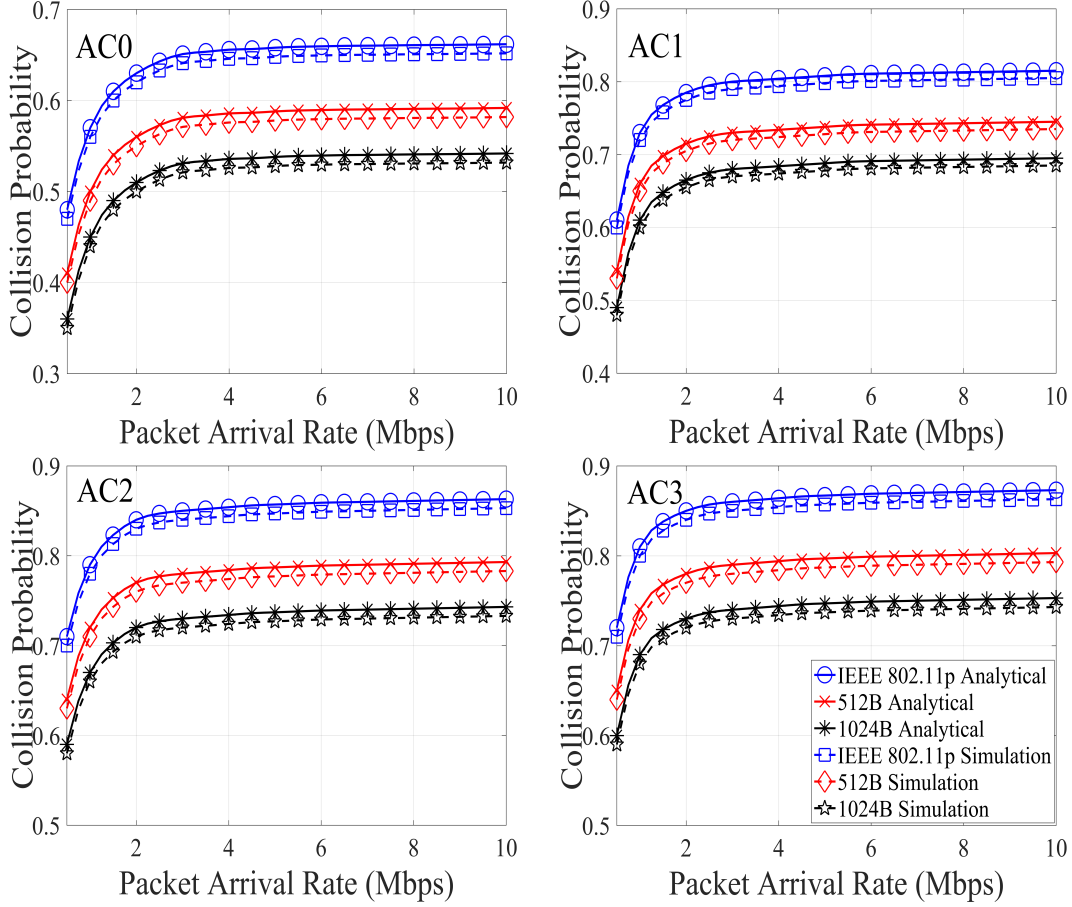 AC0
Collision Probability
0.7
0.6
0.5
0.4
0.3
2 4 6 8 10
Packet Arrival Rate (Mbps)
AC1
Collision Probability
0.9
0.8
0.7
0.6
0.5
0.4
2 4 6 8 10
Packet Arrival Rate (Mbps)
AC2
Collision Probability
0.9
0.8
0.7
0.6
0.5
2 4 6 8 10
Packet Arrival Rate (Mbps)
AC3
Collision Probability
0.9
0.8
0.7
0.6
0.5
2 4 6 8 10
Packet Arrival Rate (Mbps)
IEEE 802.11p Analytical
512B Analytical
1024B Analytical
IEEE 802.11p Simulation
512B Simulation
1024B Simulation